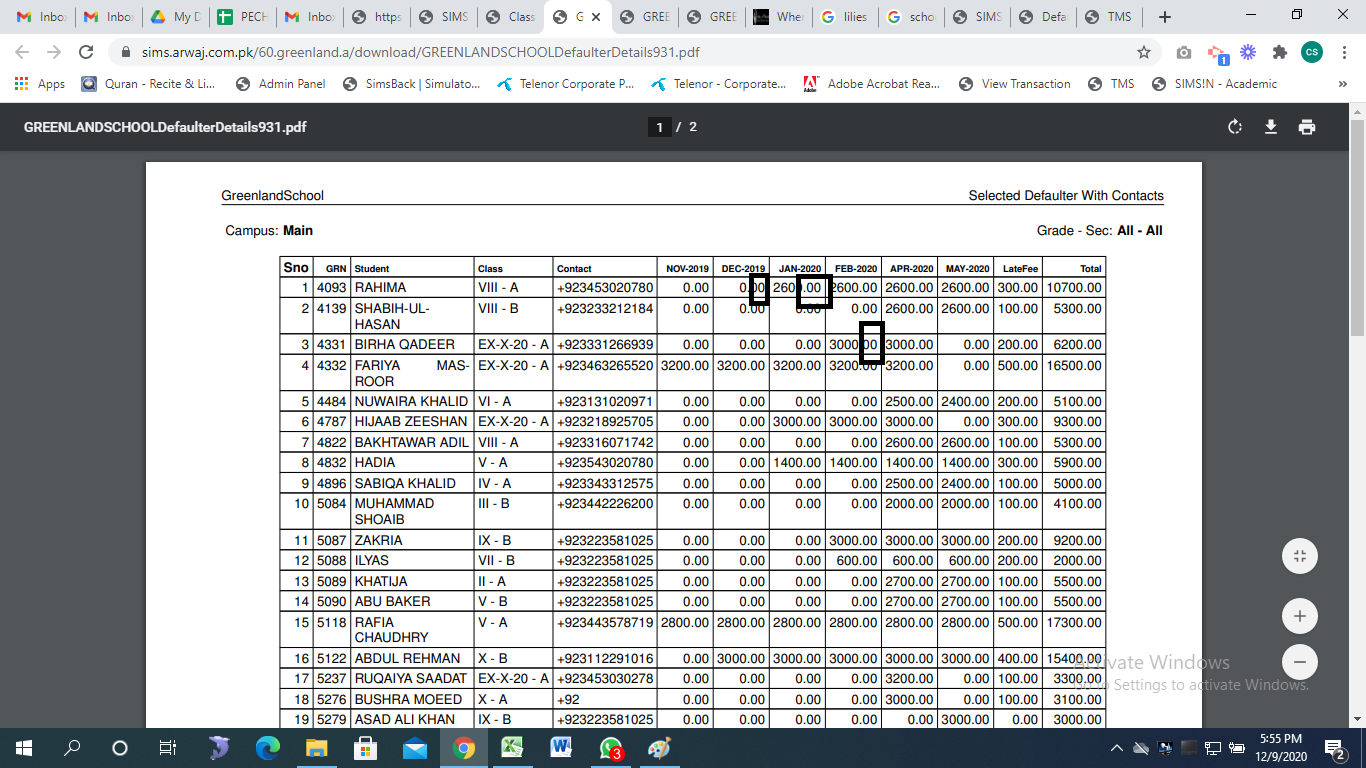 Inbo
Inbo
My D
PECH
Inbo
https
SIMS
Class
G
GREE
GREE
Wher
lilies
scho
SIMS
Defau
TMS
sims.arwaj.com.pk/60.greenland.a/download/GREENLANDSCHOOLDefaulterDetails931.pdf
1
CS
Apps Quran - Recite & Li... Admin Panel SimsBack | Simulato... Telenor Corporate P... Telenor - Corporate... Adobe Acrobat Rea... View Transaction TMS SIMS!N - Academic »
GREENLANDSCHOOLDefaulterDetails931.pdf 1 / 2
GreenlandSchool Selected Defaulter With Contacts
Campus: Main Grade - Sec: All - All
Sno GRN Student Class Contact NOV-2019 DEC-2019 JAN-2020 FEB-2020 APR-2020 MAY-2020 LateFee Total
1 4093 RAHIMA VIII - A +923453020780 0.00 0.00 2600.00 2600.00 2600.00 2600.00 300.00 10700.00
2 4139 SHABIH-UL- VIII - B +923233212184 0.00 0.00 0.00 0.00 2600.00 2600.00 100.00 5300.00
HASAN
3 4331 BIRHA QADEER EX-X-20 - A +923331266939 0.00 0.00 0.00 3000.00 3000.00 0.00 200.00 6200.00
4 4332 FARIYA MAS- EX-X-20 - A +923463265520 3200.00 3200.00 3200.00 3200.00 3200.00 0.00 500.00 16500.00
ROOR
5 4484 NUWAIRA KHALID VI - A +923131020971 0.00 0.00 0.00 0.00 2500.00 2400.00 200.00 5100.00
6 4787 HIJAAB ZEESHAN EX-X-20 - A +923218925705 0.00 0.00 3000.00 3000.00 3000.00 0.00 300.00 9300.00
7 4822 BAKHTAWAR ADIL VIII - A +923316071742 0.00 0.00 0.00 0.00 2600.00 2600.00 100.00 5300.00
8 4832 HADIA V - A +923543020780 0.00 0.00 1400.00 1400.00 1400.00 1400.00 300.00 5900.00
9 4896 SABIQA KHALID IV - A +923343312575 0.00 0.00 0.00 0.00 2500.00 2400.00 100.00 5000.00
10 5084 MUHAMMAD III - B +923442226200 0.00 0.00 0.00 0.00 2000.00 2000.00 100.00 4100.00
SHOAIB
11 5087 ZAKRIA IX - B +923223581025 0.00 0.00 0.00 3000.00 3000.00 3000.00 200.00 9200.00
12 5088 ILYAS VII - B +923223581025 0.00 0.00 0.00 600.00 600.00 600.00 200.00 2000.00
13 5089 KHATIJA II - A +923223581025 0.00 0.00 0.00 0.00 2700.00 2700.00 100.00 5500.00
14 5090 ABU BAKER V - B +923223581025 0.00 0.00 0.00 0.00 2700.00 2700.00 100.00 5500.00
15 5118 RAFIA V - A +923443578719 2800.00 2800.00 2800.00 2800.00 2800.00 2800.00 500.00 17300.00
CHAUDHRY
16 5122 ABDUL REHMAN X - B +923112291016 0.00 3000.00 3000.00 3000.00 3000.00 3000.00 400.00 15400.00
17 5237 RUQAIYA SAADAT EX-X-20 - A +923453030278 0.00 0.00 0.00 0.00 3200.00 0.00 100.00 3300.00
18 5276 BUSHRA MOEED X - A +92 0.00 0.00 0.00 0.00 3000.00 0.00 100.00 3100.00
19 5279 ASAD ALI KHAN IX - B +923223581025 0.00 0.00 0.00 0.00 0.00 3000.00 0.00 3000.00
Activate Windows
Go to Settings to activate Windows.
3
5:55 PM
12/9/2020
2